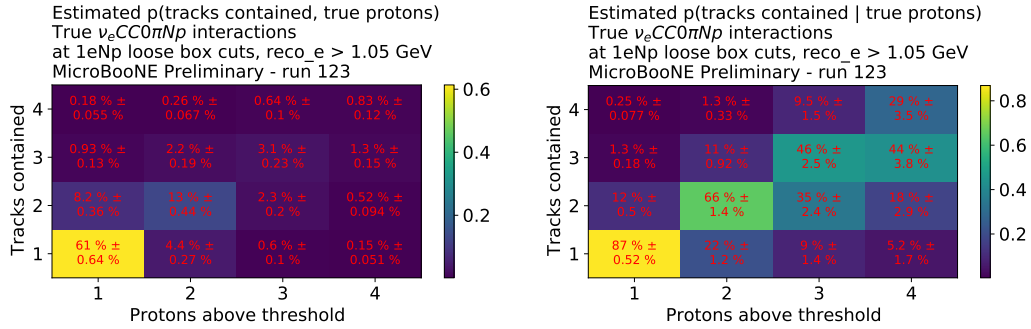 Estimated p(tracks contained, true protons)
True νₑCC0πNp interactions
at 1eNp loose box cuts, reco_e > 1.05 GeV
MicroBooNE Preliminary - run 123
Tracks contained
4
3
2
1
0.18 % ±
0.055 %
0.26 % ±
0.067 %
0.64 % ±
0.1 %
0.83 % ±
0.12 %
0.93 % ±
0.13 %
2.2 % ±
0.19 %
3.1 % ±
0.23 %
1.3 % ±
0.15 %
8.2 % ±
0.36 %
13 % ±
0.44 %
2.3 % ±
0.2 %
0.52 % ±
0.094 %
61 % ±
0.64 %
4.4 % ±
0.27 %
0.6 % ±
0.1 %
0.15 % ±
0.051 %
1
2
3
4
Protons above threshold
0.6
0.4
0.2
Estimated p(tracks contained | true protons)
True νₑCC0πNp interactions
at 1eNp loose box cuts, reco_e > 1.05 GeV
MicroBooNE Preliminary - run 123
Tracks contained
4
3
2
1
0.25 % ±
0.077 %
1.3 % ±
0.33 %
9.5 % ±
1.5 %
29 % ±
3.5 %
1.3 % ±
0.18 %
11 % ±
0.92 %
46 % ±
2.5 %
44 % ±
3.8 %
12 % ±
0.5 %
66 % ±
1.4 %
35 % ±
2.4 %
18 % ±
2.9 %
87 % ±
0.52 %
22 % ±
1.2 %
9 % ±
1.4 %
5.2 % ±
1.7 %
1
2
3
4
Protons above threshold
0.8
0.6
0.4
0.2